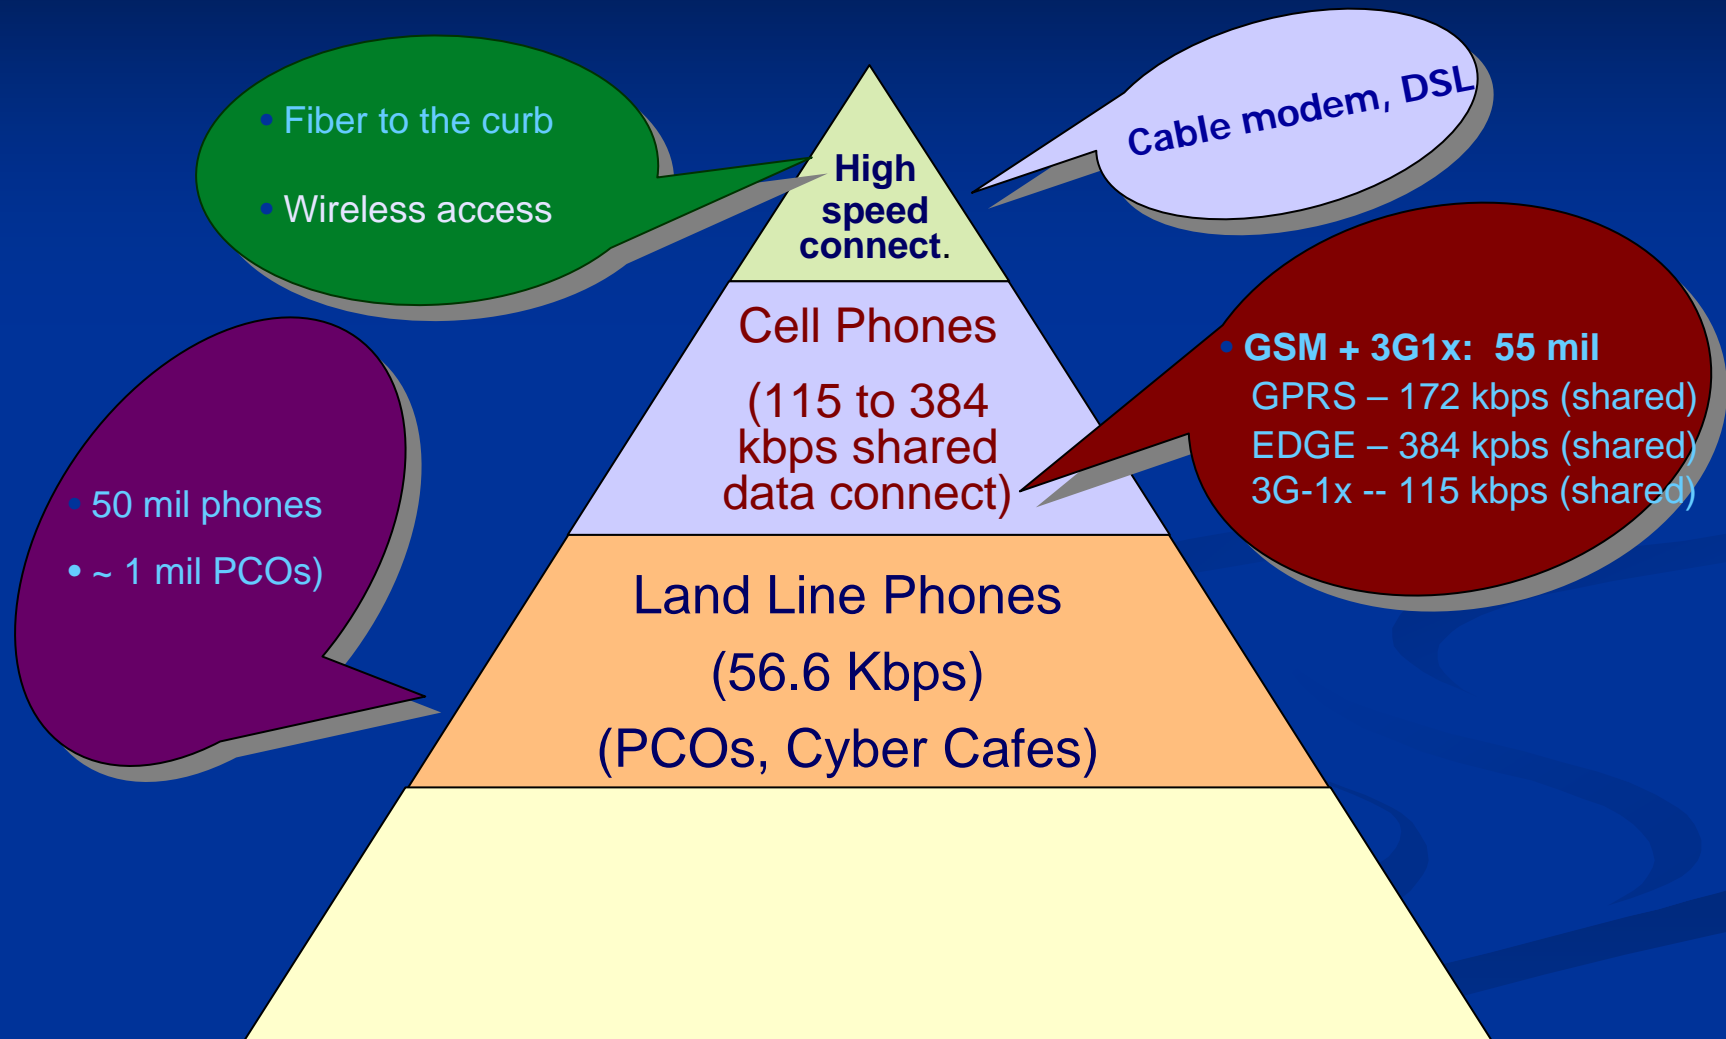 • Fiber to the curb
• Wireless access
Cable modem, DSL
High
speed
connect.
Cell Phones
(115 to 384
kbps shared
data connect)
• GSM + 3G1x:  55 mil
GPRS – 172 kbps (shared)
EDGE – 384 kpbs (shared)
3G-1x -- 115 kbps (shared)
• 50 mil phones
• ~ 1 mil PCOs)
Land Line Phones
(56.6 Kbps)
(PCOs, Cyber Cafes)